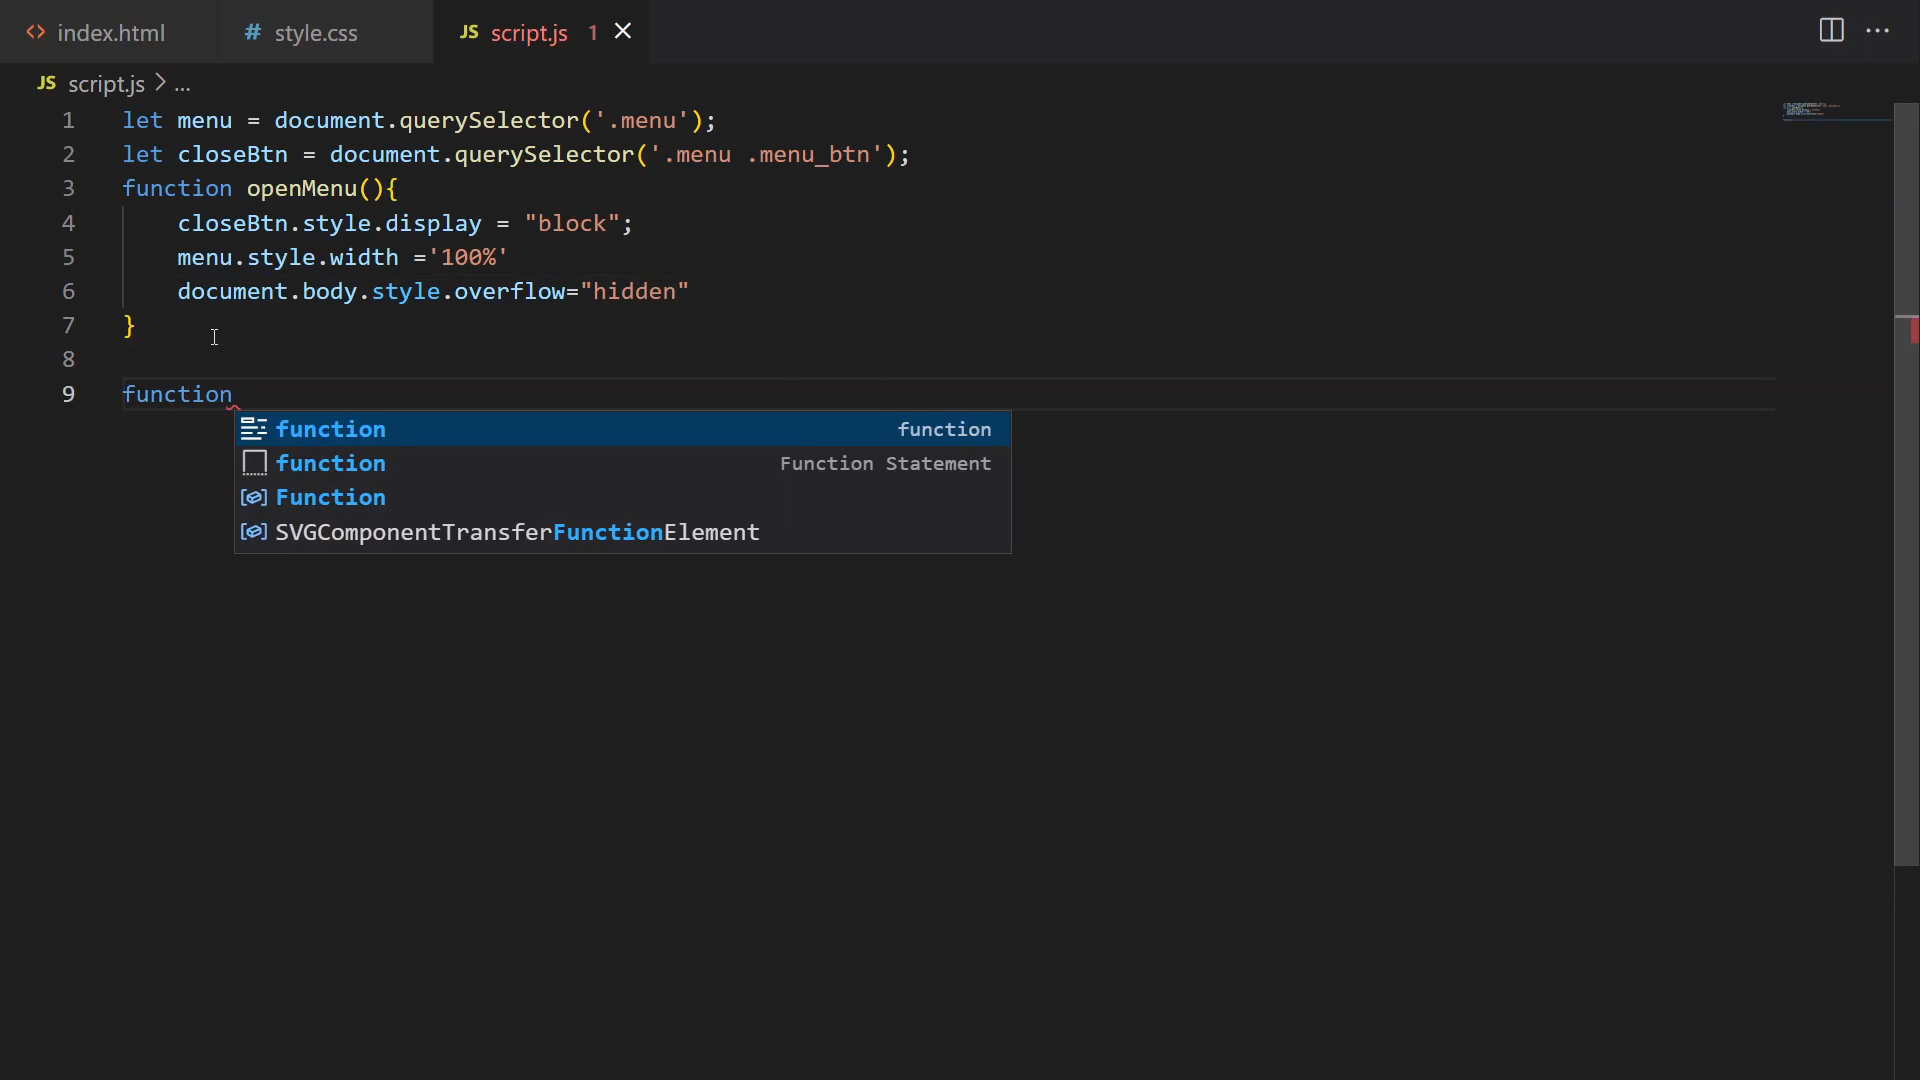 index.html
style.css
JS script.js 1
JS script.js > ...
1 let menu = document.querySelector('.menu');
2 let closeBtn = document.querySelector('.menu .menu_btn');
3 function openMenu(){
4 closeBtn.style.display = "block";
5 menu.style.width ='100%'
6 document.body.style.overflow="hidden"
7 }
8
9 function
function function
function Function Statement
Function
SVGComponentTransferFunctionElement